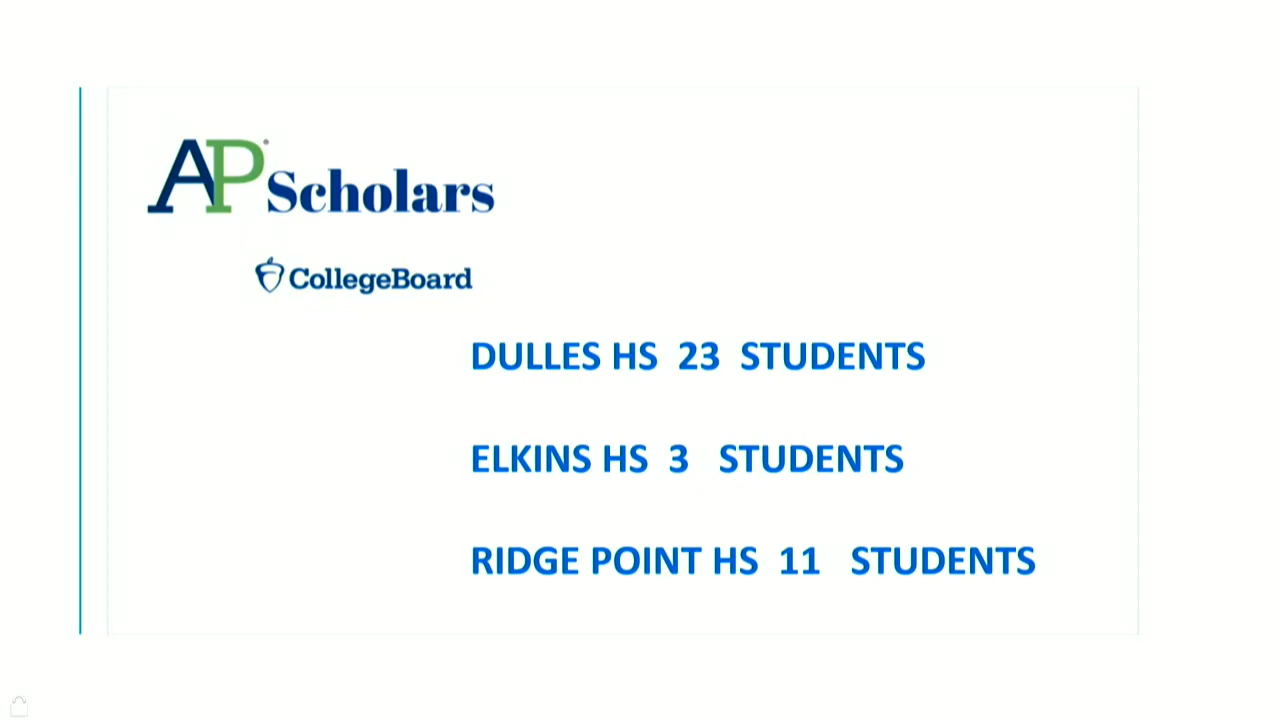 AP Scholars
CollegeBoard
DULLES HS 23 STUDENTS
ELKINS HS 3 STUDENTS
RIDGE POINT HS 11 STUDENTS